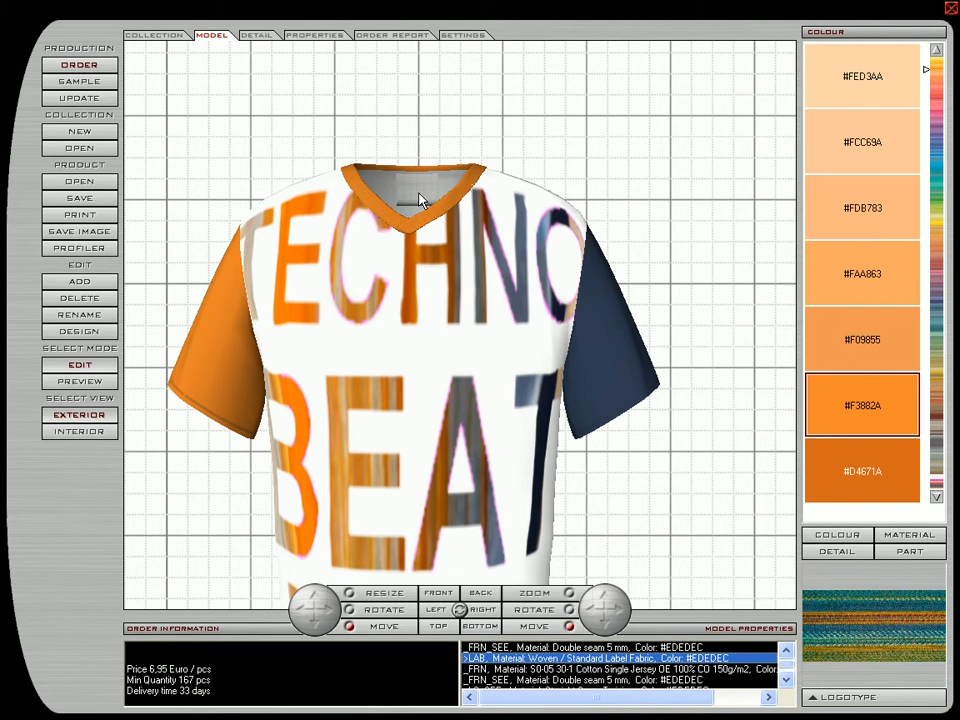 COLLECTION MODEL DETAIL PROPERTIES ORDER REPORT SETTINGS
PRODUCTION
ORDER
SAMPLE
UPDATE
COLLECTION
NEW
OPEN
PRODUCT
OPEN
SAVE
PRINT
SAVE IMAGE
PROFILER
EDIT
ADD
DELETE
RENAME
DESIGN
SELECT MODE
EDIT
PREVIEW
SELECT VIEW
EXTERIOR
INTERIOR
TECHNO
BEAT
COLOUR
#FED3AA
#FCC69A
#FDB783
#FAA863
#F09855
#F3882A
#D4671A
COLOUR MATERIAL
DETAIL PART
LOGOTYPE
RESIZE FRONT BACK ZOOM
ROTATE LEFT RIGHT ROTATE
MOVE TOP BOTTOM MOVE
ORDER INFORMATION
Price 6,95 Euro / pcs
Min Quantity 167 pcs
Delivery time 33 days
MODEL PROPERTIES
_FRN_SEE, Material: Double seam 5 mm, Color: #EDEDEC
>LAB, Material: Woven / Standard Label Fabric, Color: #EDEDEC
_FRN, Material: S0-05 30-1 Cotton Single Jersey OE 100% CO 150g/m2, Color:
_FRN_SEE, Material: Double seam 5 mm, Color: #EDEDEC